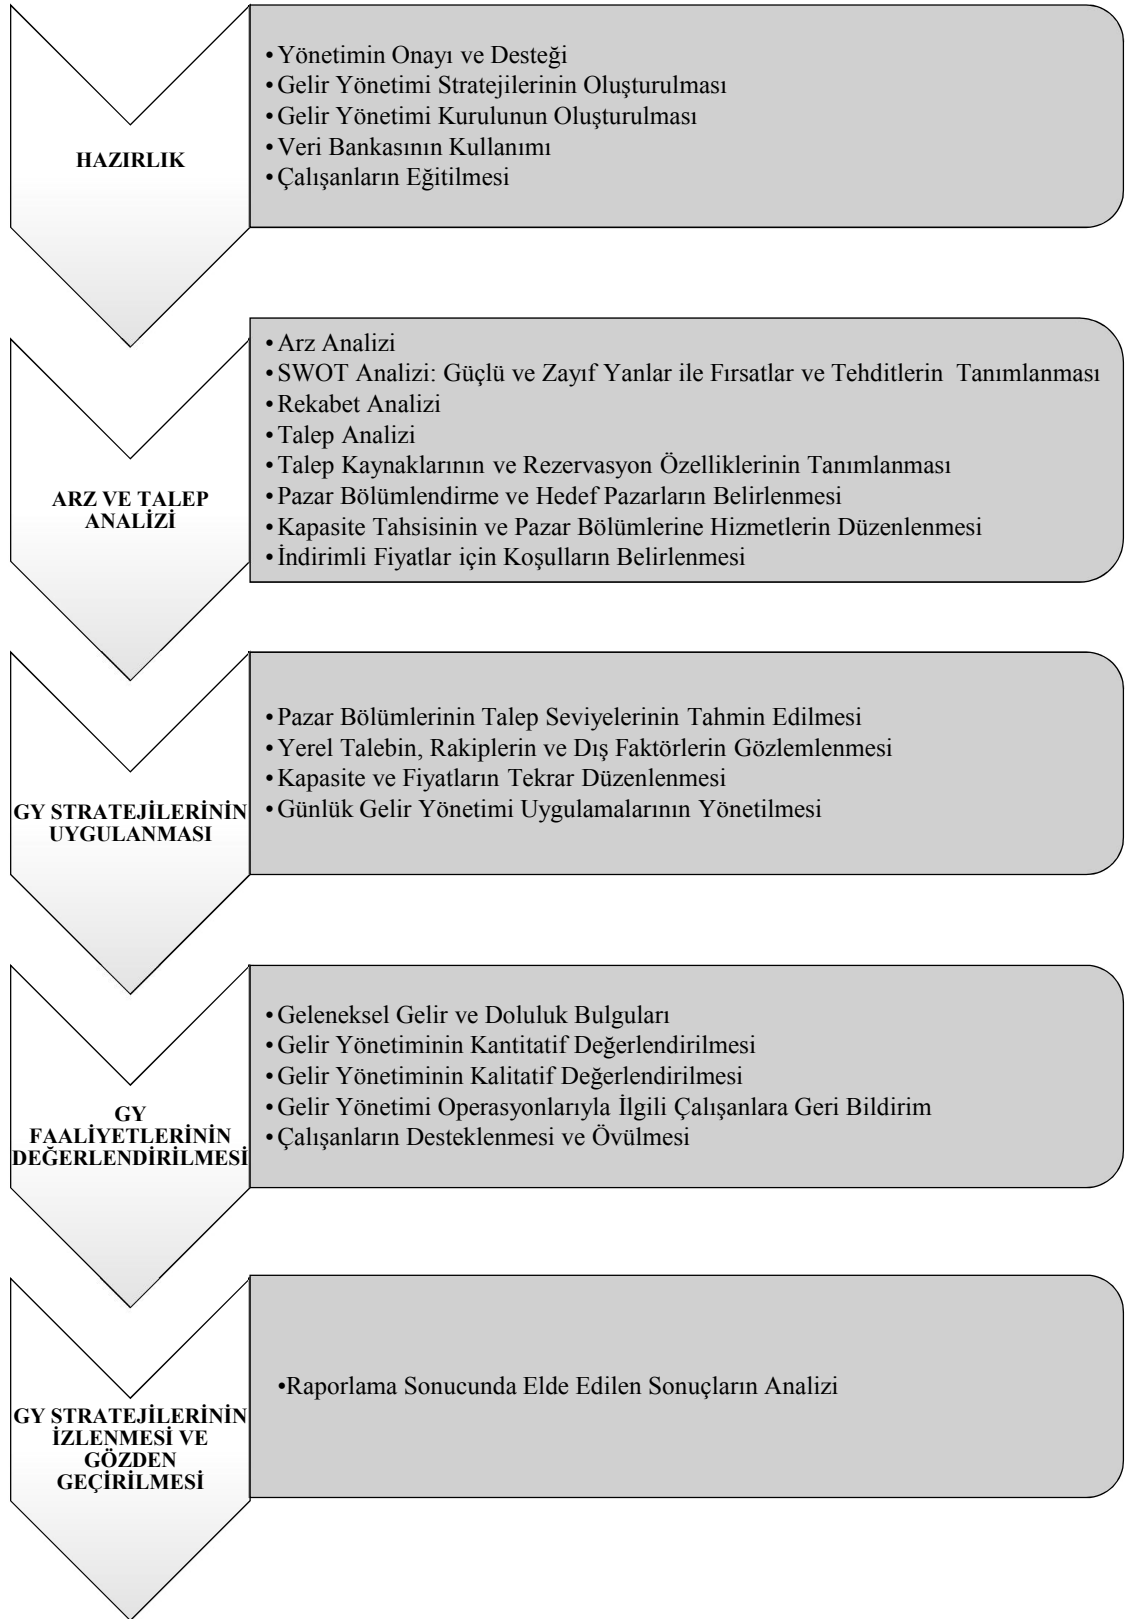 HAZIRLIK
•Yönetimin Onayı ve Desteği
•Gelir Yönetimi Stratejilerinin Oluşturulması
•Gelir Yönetimi Kurulunun Oluşturulması
•Veri Bankasının Kullanımı
•Çalışanların Eğitilmesi
ARZ VE TALEP
ANALİZİ
•Arz Analizi
•SWOT Analizi: Güçlü ve Zayıf Yanlar ile Fırsatlar ve Tehditlerin Tanımlanması
•Rekabet Analizi
•Talep Analizi
•Talep Kaynaklarının ve Rezervasyon Özelliklerinin Tanımlanması
•Pazar Bölümlendirme ve Hedef Pazarların Belirlenmesi
•Kapasite Tahsisinin ve Pazar Bölümlerine Hizmetlerin Düzenlenmesi
•İndirimli Fiyatlar için Koşulların Belirlenmesi
GY STRATEJİLERİNİN
UYGULANMASI
•Pazar Bölümlerinin Talep Seviyelerinin Tahmin Edilmesi
•Yerel Talebin, Rakiplerin ve Dış Faktörlerin Gözlemlenmesi
•Kapasite ve Fiyatların Tekrar Düzenlenmesi
•Günlük Gelir Yönetimi Uygulamalarının Yönetilmesi
GY
FAALİYETLERİNİN
DEĞERLENDİRİLMESİ
•Geleneksel Gelir ve Doluluk Bulguları
•Gelir Yönetiminin Kantitatif Değerlendirilmesi
•Gelir Yönetiminin Kalitatif Değerlendirilmesi
•Gelir Yönetimi Operasyonlarıyla İlgili Çalışanlara Geri Bildirim
•Çalışanların Desteklenmesi ve Övülmesi
GY STRATEJİLERİNİN
İZLENMESİ VE
GÖZDEN
GEÇİRİLMESİ
•Raporlama Sonucunda Elde Edilen Sonuçların Analizi